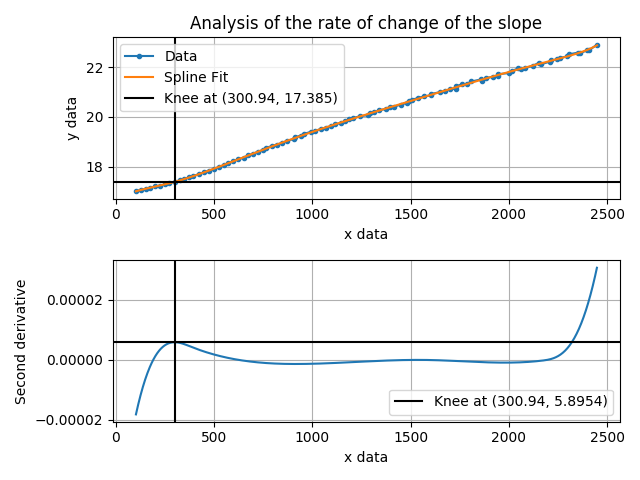 Analysis of the rate of change of the slope
Data
Spline Fit
Knee at (300.94, 17.385)
y data
22
20
18
0 500 1000 1500 2000 2500
x data
Second derivative
0.00002
0.00000
−0.00002
Knee at (300.94, 5.8954)
0 500 1000 1500 2000 2500
x data